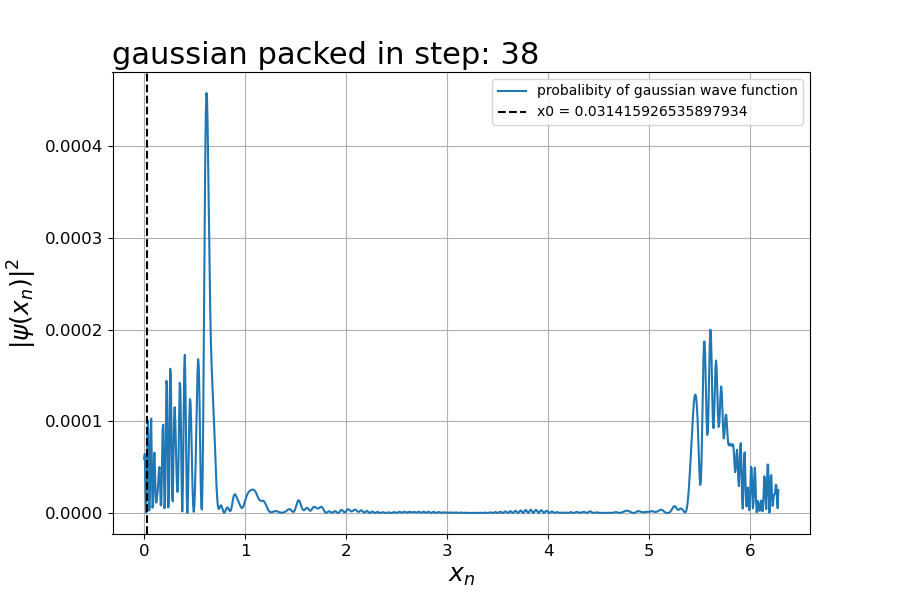 gaussian packed in step: 38
probalibity of gaussian wave function
x0 = 0.031415926535897934
|ψ(xₙ)|²
0.0004
0.0003
0.0002
0.0001
0.0000
0 1 2 3 4 5 6
xₙ